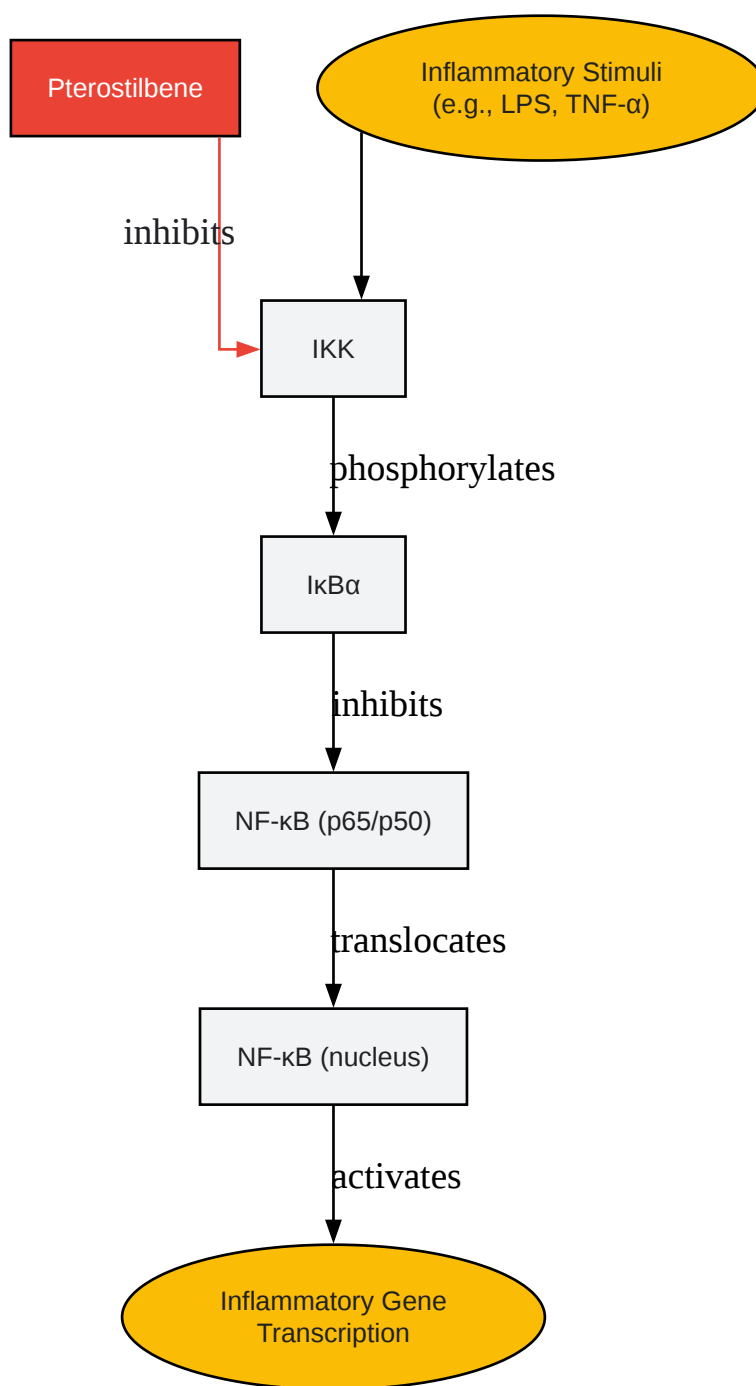 Pterostilbene
Inflammatory Stimuli
(e.g., LPS, TNF-α)
inhibits
IKK
phosphorylates
IκBα
inhibits
NF-κB (p65/p50)
translocates
NF-κB (nucleus)
activates
Inflammatory Gene
Transcription